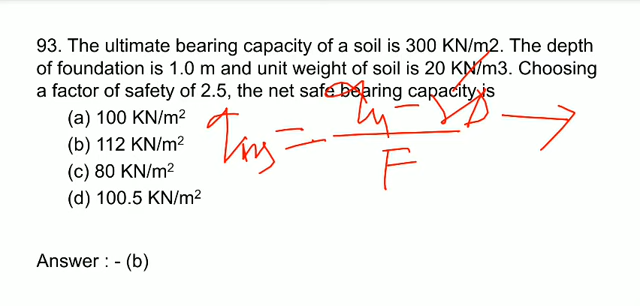 93. The ultimate bearing capacity of a soil is 300 KN/m2. The depth
of foundation is 1.0 m and unit weight of soil is 20 KN/m3. Choosing
a factor of safety of 2.5, the net safe bearing capacity is
(a) 100 KN/m²
(b) 112 KN/m²
(c) 80 KN/m²
(d) 100.5 KN/m²
Answer : - (b)